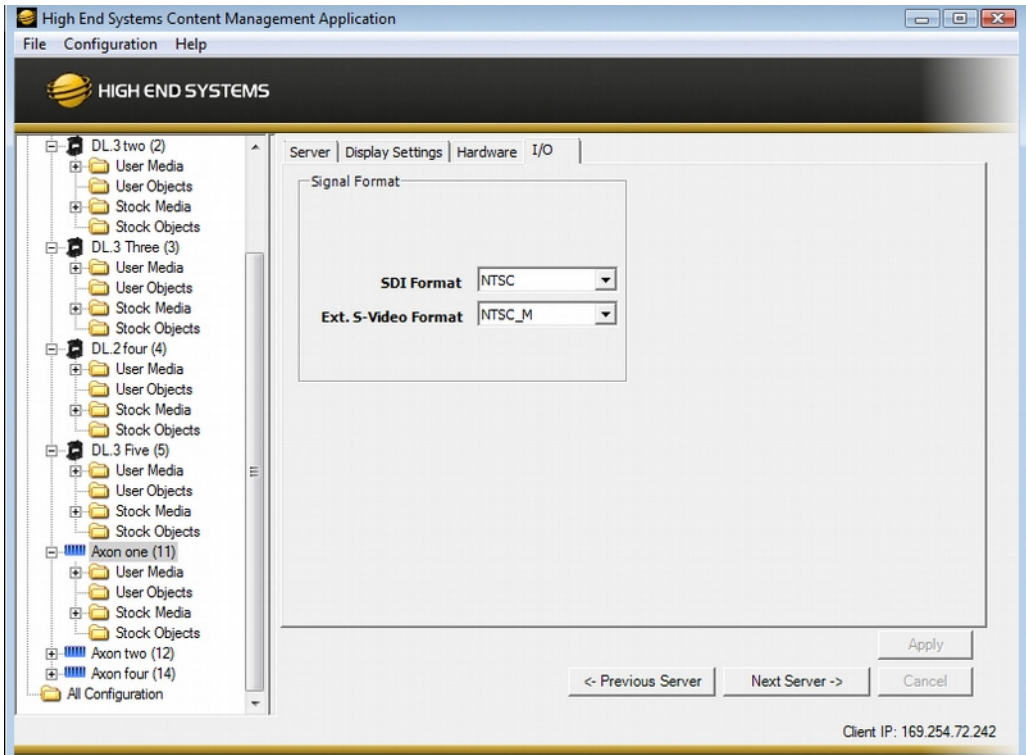 High End Systems Content Management Application
File Configuration Help
HIGH END SYSTEMS
DL.3 two (2)
User Media
User Objects
Stock Media
Stock Objects
DL.3 Three (3)
User Media
User Objects
Stock Media
Stock Objects
DL.2 four (4)
User Media
User Objects
Stock Media
Stock Objects
DL.3 Five (5)
User Media
User Objects
Stock Media
Stock Objects
Axon one (11)
User Media
User Objects
Stock Media
Stock Objects
Axon two (12)
Axon four (14)
All Configuration
Server Display Settings Hardware I/O
Signal Format
SDI Format NTSC
Ext. S-Video Format NTSC_M
Apply
<- Previous Server Next Server -> Cancel
Client IP: 169.254.72.242